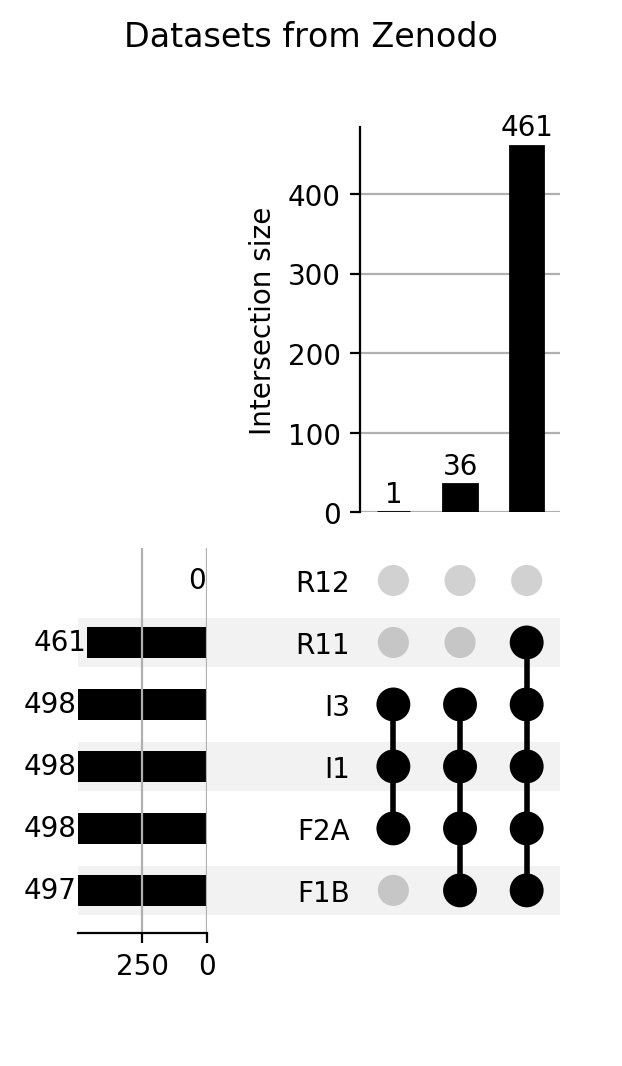 Datasets from Zenodo
461
400
300
200
100
0
Intersection size
36
1
0
R12
461
R11
498
I3
498
I1
498
F2A
497
F1B
250
0